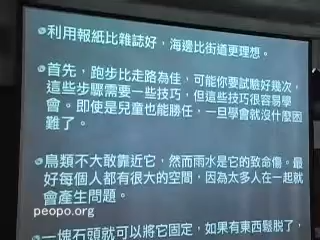 利用報紙比雜誌好，海邊比街道更理想。
首先，跑步比走路為佳，可能你要試驗好幾次，
這些步驟需要一些技巧，但這些技巧很容易學
會。即使是兒童也能勝任，一旦學會就沒什麼困
難了。
鳥類不大敢靠近它，然而雨水是它的致命傷。最
好每個人都有很大的空間，因為太多人在一起就
會產生問題。
peopo.org
一塊石頭就可以將它固定，如果有東西鬆脫了，